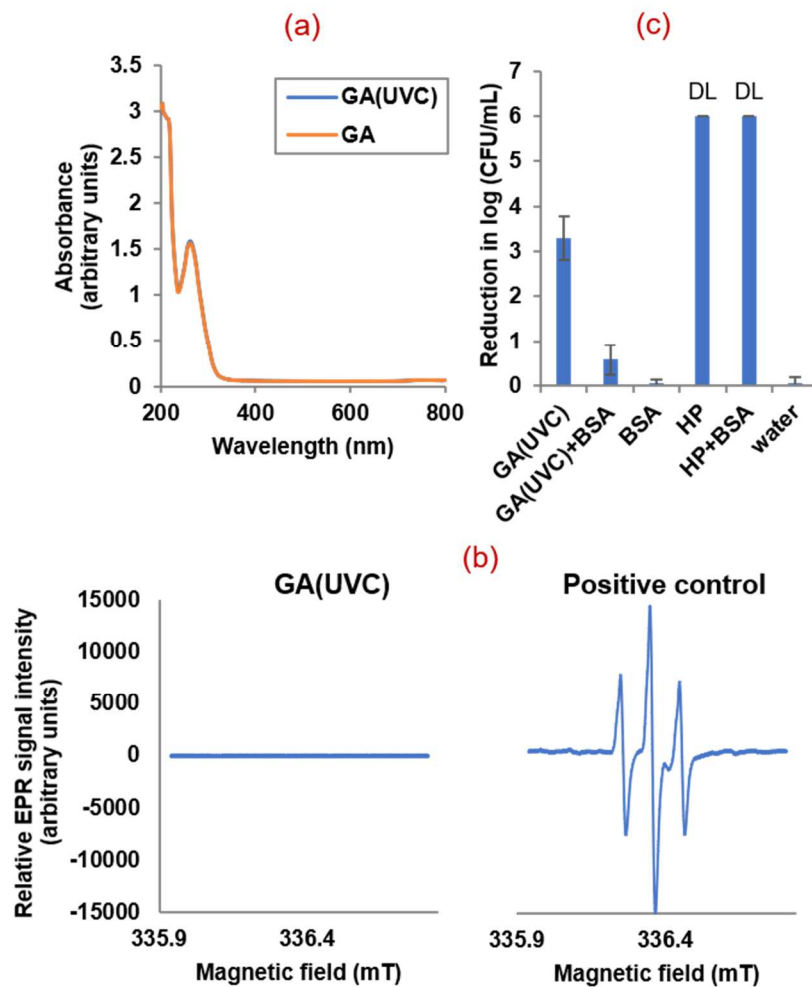 (a)
3.5
3
2.5
2
1.5
1
0.5
0
Absorbance
(arbitrary units)
GA(UVC)
GA
200
400
600
800
Wavelength (nm)
(c)
7
6
5
4
3
2
1
0
Reduction in log (CFU/mL)
DL
DL
GA(UVC)
GA(UVC)+BSA
BSA
HP
HP+BSA
water
(b)
GA(UVC)
15000
10000
5000
0
-5000
-10000
-15000
Relative EPR signal intensity
(arbitrary units)
335.9
336.4
Magnetic field (mT)
Positive control
335.9
336.4
Magnetic field (mT)